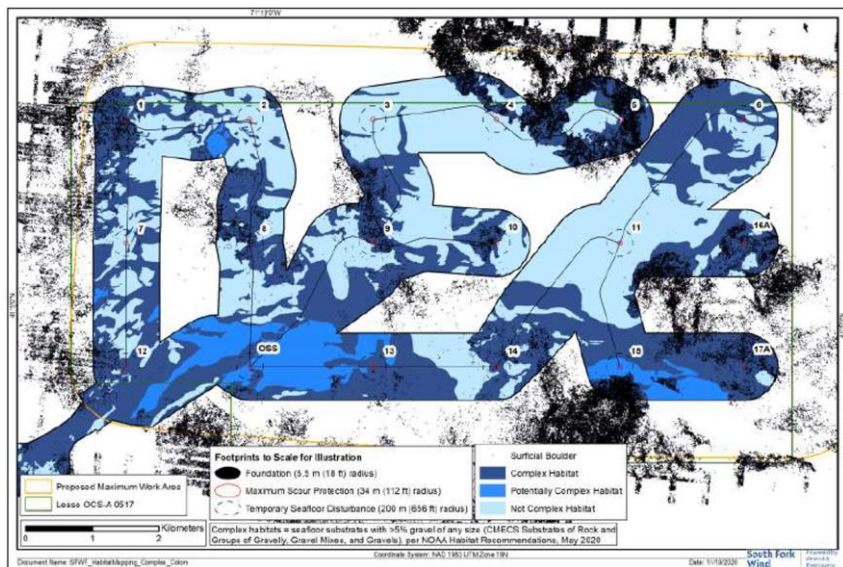 71°10'0"W
1
2
3
4
5
6
7
8
9
10
11
16A
12
OSS
13
14
15
17A
Proposed Maximum Work Area
Lease OCS-A 0517
Footprints to Scale for Illustration
Foundation (5.5 m (18 ft) radius)
Maximum Scour Protection (34 m (112 ft) radius)
Temporary Seafloor Disturbance (200 m (656 ft) radius)
Surficial Boulder
Complex Habitat
Potentially Complex Habitat
Not Complex Habitat
0 1 2
Kilometers
Complex habitats = seafloor substrates with >5% gravel of any size (CMECS Substrates of Rock and
Groups of Gravelly, Gravel Mixes, and Gravels), per NOAA Habitat Recommendations, May 2020
Document Name: SFWF_HabitatMapping_Complex_Colors
Coordinate System: NAD 1983 UTM Zone 19N
Date: 11/19/2020
South Fork
Wind
Powered by